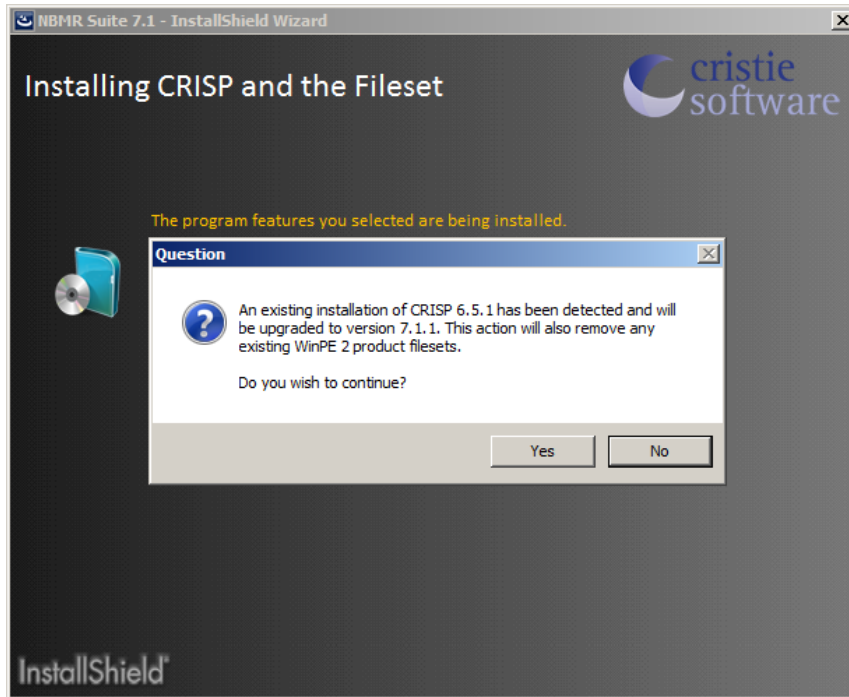 NBMR Suite 7.1 - InstallShield Wizard
Installing CRISP and the Fileset
cristie
software
The program features you selected are being installed.
Question
An existing installation of CRISP 6.5.1 has been detected and will
be upgraded to version 7.1.1. This action will also remove any
existing WinPE 2 product filesets.
Do you wish to continue?
Yes
No
InstallShield®